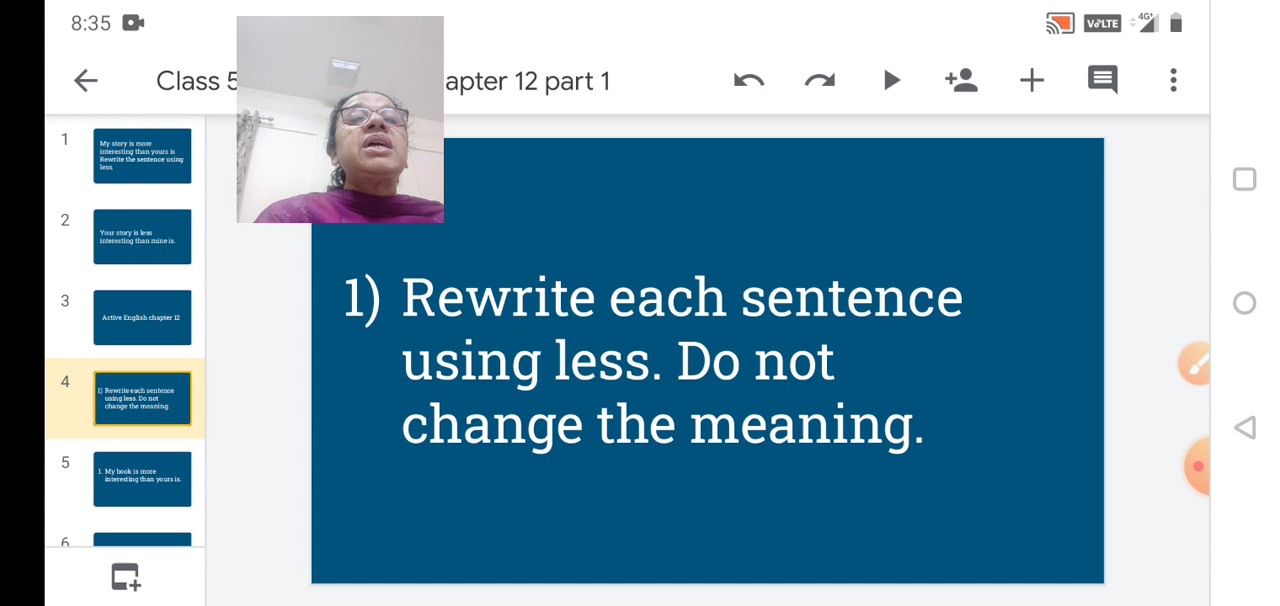 8:35
VoLTE
4G+
Class 5
apter 12 part 1
1
My story is more
interesting than yours is
Rewrite the sentence using
less.
2
Your story is less
interesting than mine is.
3
Active English chapter 12
4
1) Rewrite each sentence
using less. Do not
change the meaning.
5
1. My book is more
interesting than yours is.
6
1) Rewrite each sentence
using less. Do not
change the meaning.